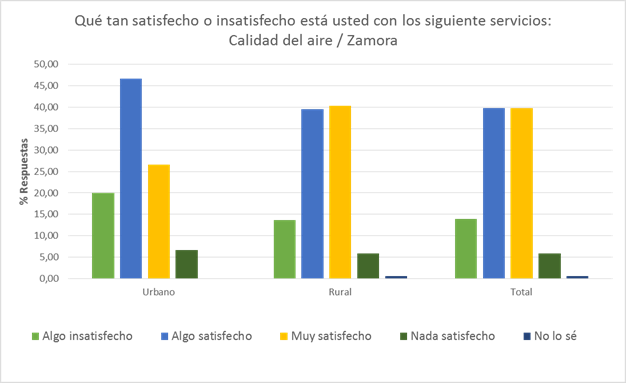 Qué tan satisfecho o insatisfecho está usted con los siguiente servicios:
Calidad del aire / Zamora
50,00
45,00
40,00
35,00
30,00
25,00
20,00
15,00
10,00
5,00
0,00
% Respuestas
Urbano Rural Total
Algo insatisfecho Algo satisfecho Muy satisfecho Nada satisfecho No lo sé